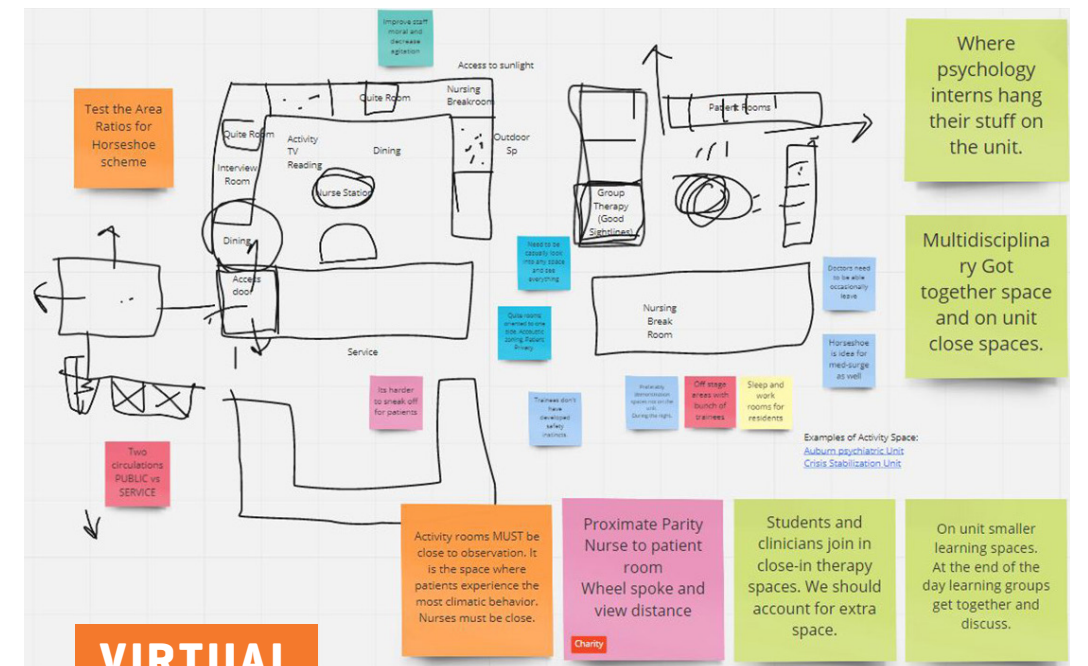 Improve staff
moral and
decrease
agitation
Access to sunlight
Where
psychology
interns hang
their stuff on
the unit.
Test the Area
Ratios for
Horseshoe
scheme
Quite Room
Nursing
Breakroom
Patient Rooms
Quite Room
Activity
TV
Reading
Dining
Outdoor
Sp
Interview
Room
Nurse Station
Group
Therapy
(Good
Sightlines)
Dining
Multidisciplina
ry Got
together space
and on unit
close spaces.
Need to be
casually look
into any space
and see
everything
Doctors need
to be able
occasionally
leave
Access
door
Nursing
Break
Room
Quite rooms
oriented to one
side. Acoustic
zoning. Patient
Privacy
Horseshoe
is idea for
med-surge
as well
Service
Its harder
to sneak off
for patients
Trainees don't
have
developed
safety
instincts
Preferably
demonstration
spaces
on the
unit.
During the night.
Off stage
areas with
bunch of
trainees
Sleep and
work
rooms for
residents
Examples of Activity Space:
Auburn psychiatric Unit
Crisis Stabilization Unit
Two
circulations
PUBLIC vs
SERVICE
Activity rooms MUST be
close to observation. It
is the space where
patients experience the
most climatic behavior.
Nurses must be close.
Proximate Parity
Nurse to patient
room
Wheel spoke and
view distance
Charity
Students and
clinicians join in
close-in therapy
spaces. We should
account for extra
space.
On unit smaller
learning spaces.
At the end of the
day learning groups
get together and
discuss.
VIRTUAL